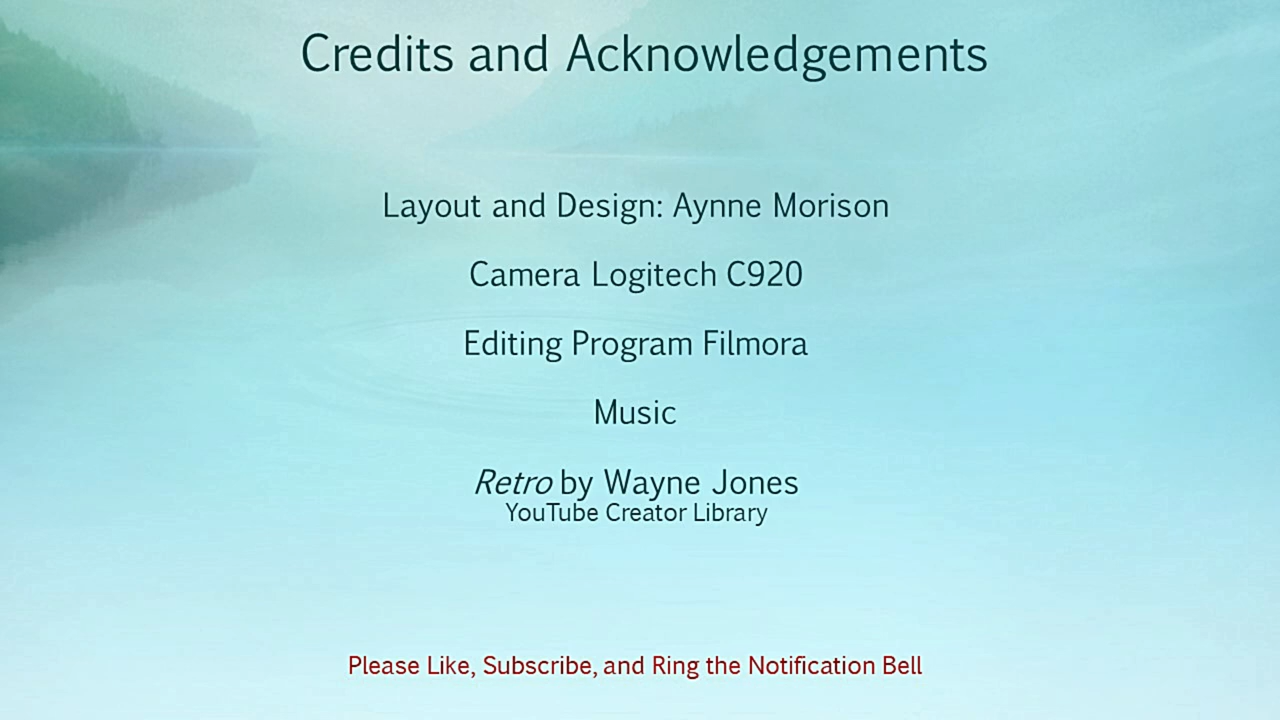 Credits and Acknowledgements
Layout and Design: Aynne Morison
Camera Logitech C920
Editing Program Filmora
Music
Retro by Wayne Jones
YouTube Creator Library
Please Like, Subscribe, and Ring the Notification Bell